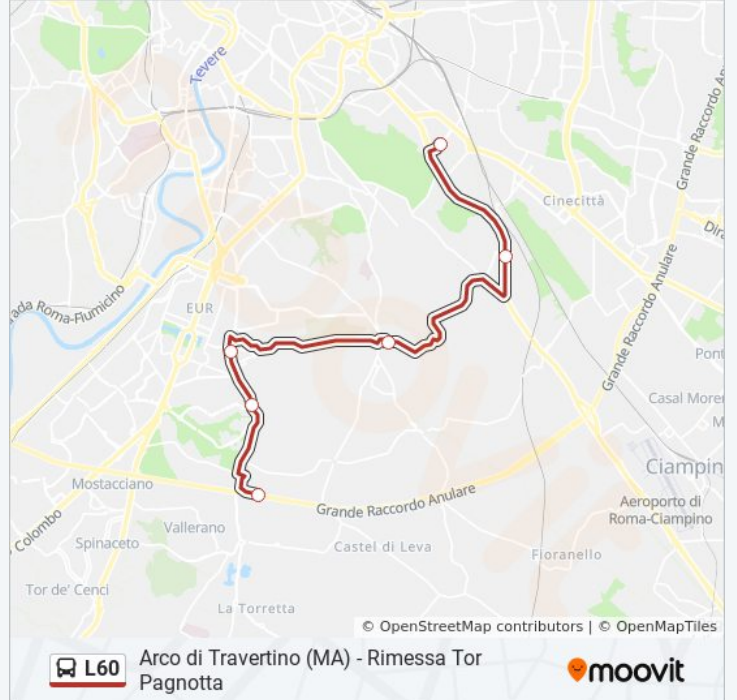 Tevere
Grande Raccordo A
Cinecittà
Dir
ada Roma-Fiumicino
EUR
Grande Raccordo Anulare
Pont
Casal More
M
Ciampin
Mostacciano
Grande Raccordo Anulare
Aeroporto di
Roma-Ciampino
Colombo
Vallerano
Spinaceto
Castel di Leva
Fioranello
Tor de' Cenci
La Torretta
© OpenStreetMap contributors | © OpenMapTiles
L60
Arco di Travertino (MA) - Rimessa Tor
Pagnotta
moovit